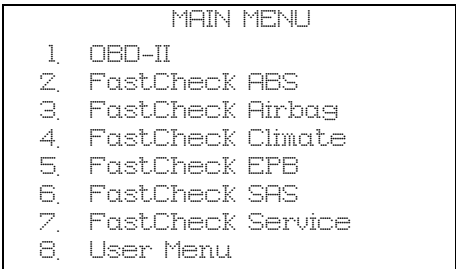 MAIN MENU
1. OBD-II
2. FastCheck ABS
3. FastCheck Airbag
4. FastCheck Climate
5. FastCheck EPB
6. FastCheck SAS
7. FastCheck Service
8. User Menu